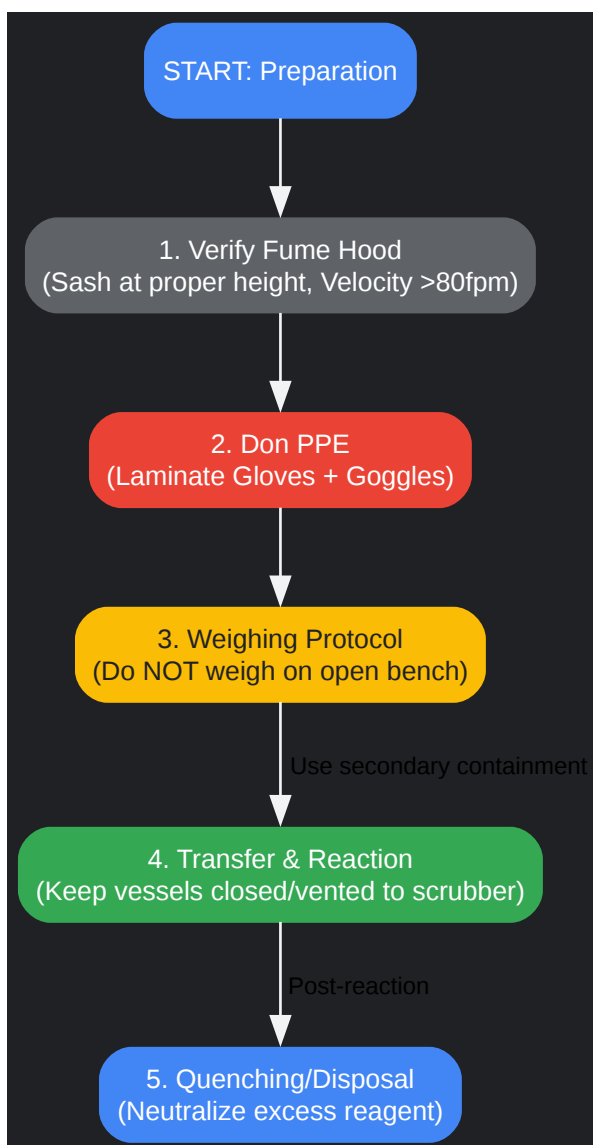 START: Preparation
1. Verify Fume Hood
(Sash at proper height, Velocity >80fpm)
2. Don PPE
(Laminate Gloves + Goggles)
3. Weighing Protocol
(Do NOT weigh on open bench)
Use secondary containment
4. Transfer & Reaction
(Keep vessels closed/vented to scrubber)
Post-reaction
5. Quenching/Disposal
(Neutralize excess reagent)